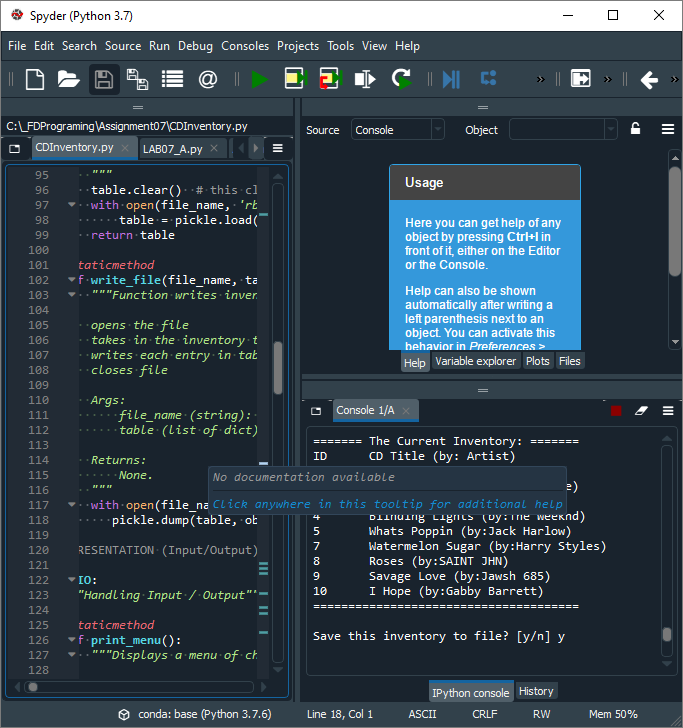 Spyder (Python 3.7)
File Edit Search Source Run Debug Consoles Projects Tools View Help
C:\_FDPrograming\Assignment07\CDInventory.py
CDInventory.py
LAB07_A.py
95 """
96 table.clear() # this cl
97 with open(file_name, 'rb
98 table = pickle.load(
99 return table
100
101 taticmethod
102 f write_file(file_name, ta
103 """Function writes inven
104
105 opens the file
106 takes in the inventory t
107 writes each entry in tab
108 closes file
109
110 Args:
111 file_name (string):
112 table (list of dict)
113
114 Returns:
115 None.
116 """
117 with open(file_na
118 pickle.dump(table, ob
119
120 RESENTATION (Input/Output)
121
122 IO:
123 "Handling Input / Output""
124
125 taticmethod
126 f print_menu():
127 """Displays a menu of ch
128
No documentation available
Click anywhere in this tooltip for additional help
Source Console Object
Usage
Here you can get help of any
object by pressing Ctrl+I in
front of it, either on the Editor
or the Console.
Help can also be shown
automatically after writing a
left parenthesis next to an
object. You can activate this
behavior in Preferences >
Help Variable explorer Plots Files
Console 1/A
======= The Current Inventory: =======
ID CD Title (by: Artist)
4 Blinding Lights (by:The Weeknd)
5 Whats Poppin (by:Jack Harlow)
7 Watermelon Sugar (by:Harry Styles)
8 Roses (by:SAINT JHN)
9 Savage Love (by:Jawsh 685)
10 I Hope (by:Gabby Barrett)
======================================
Save this inventory to file? [y/n] y
IPython console History
conda: base (Python 3.7.6) Line 18, Col 1 ASCII CRLF RW Mem 50%